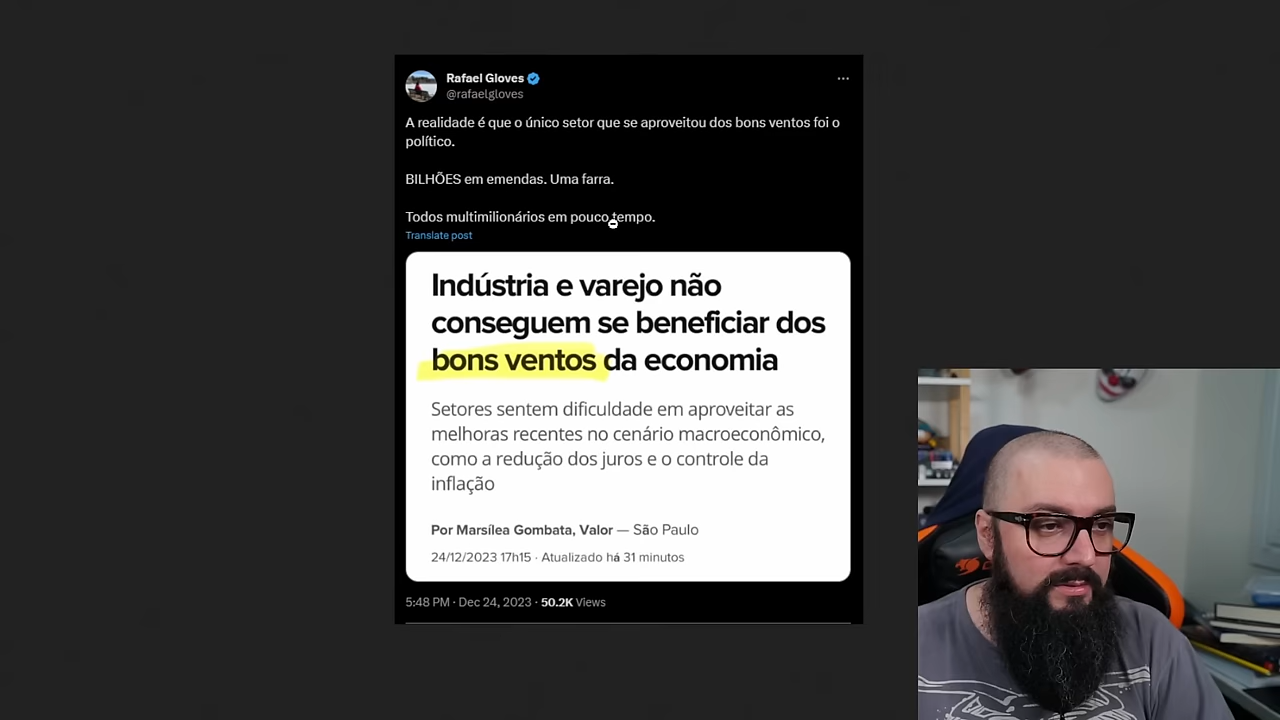 Rafael Gloves
@rafaelgloves
A realidade é que o único setor que se aproveitou dos bons ventos foi o
político.
BILHÕES em emendas. Uma farra.
Todos multimilionários em pouco tempo.
Translate post
Indústria e varejo não
conseguem se beneficiar dos
bons ventos da economia
Setores sentem dificuldade em aproveitar as
melhoras recentes no cenário macroeconômico,
como a redução dos juros e o controle da
inflação
Por Marsílea Gombata, Valor — São Paulo
24/12/2023 17h15 · Atualizado há 31 minutos
5:48 PM · Dec 24, 2023 · 50.2K Views